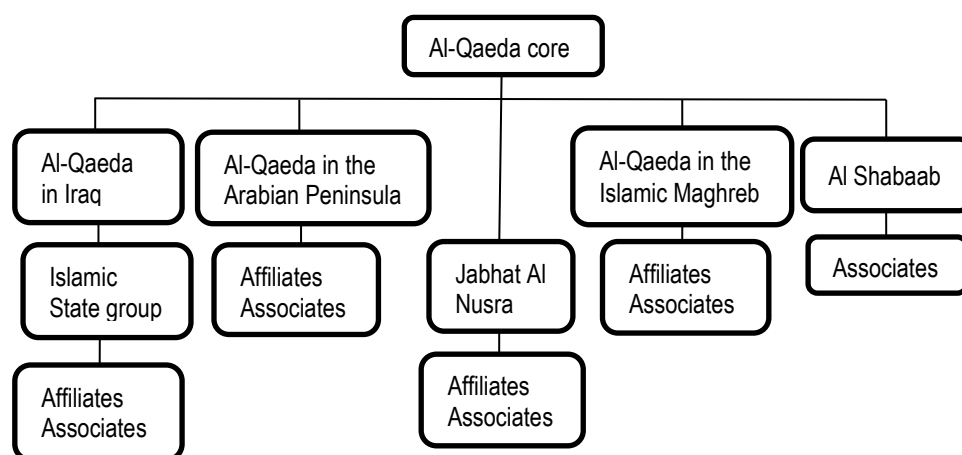 Al-Qaeda core
Al-Qaeda
in Iraq
Al-Qaeda in the
Arabian Peninsula
Al-Qaeda in the
Islamic Maghreb
Al Shabaab
Islamic
State group
Affiliates
Associates
Jabhat Al
Nusra
Affiliates
Associates
Associates
Affiliates
Associates
Affiliates
Associates